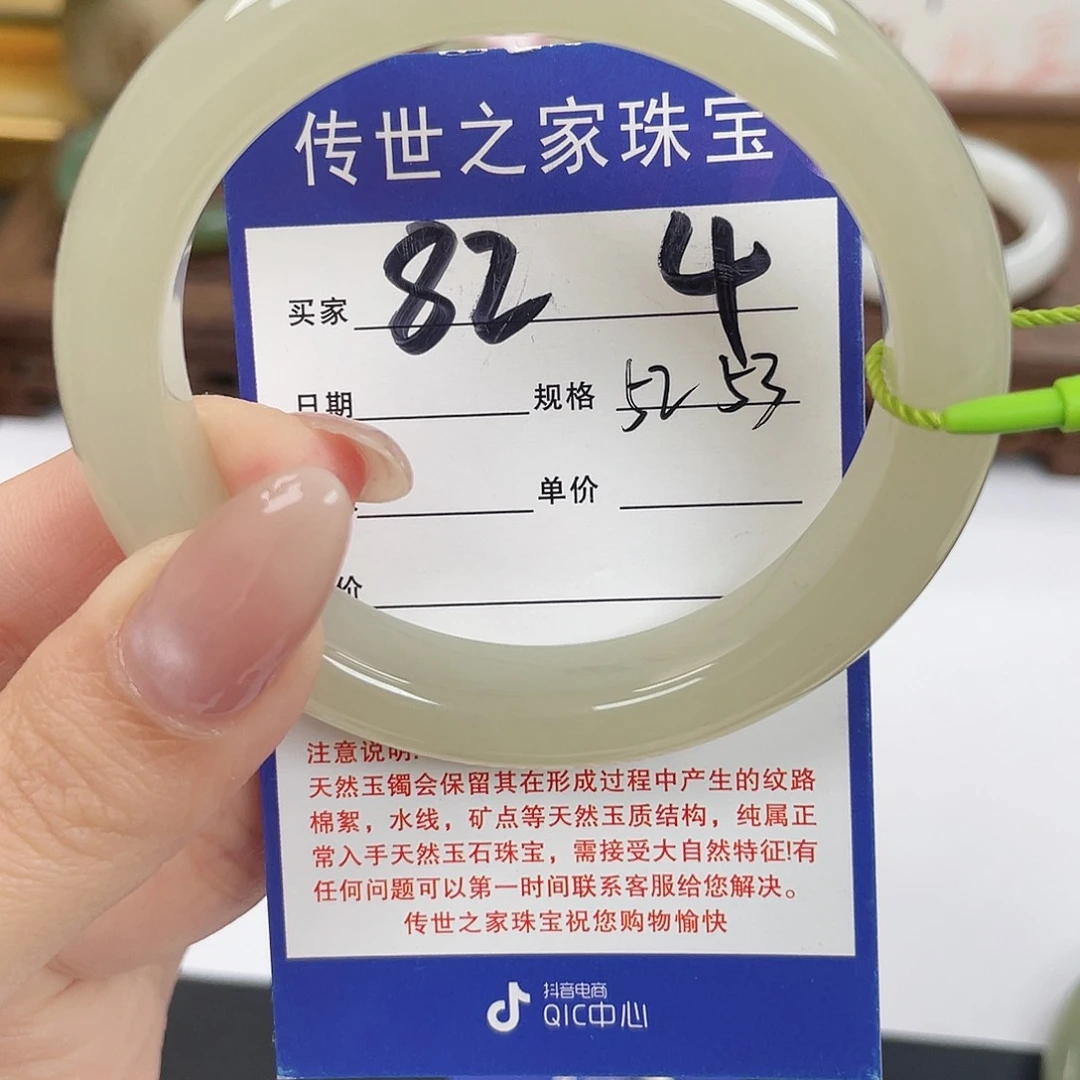 传世之家珠宝
买家 82 4
日期 规格 52 53
单价
价
注意说明:
天然玉镯会保留其在形成过程中产生的纹路
棉絮，水线，矿点等天然玉质结构，纯属正
常入手天然玉石珠宝，需接受大自然特征!有
任何问题可以第一时间联系客服给您解决。
传世之家珠宝祝您购物愉快
抖音电商
QIC中心